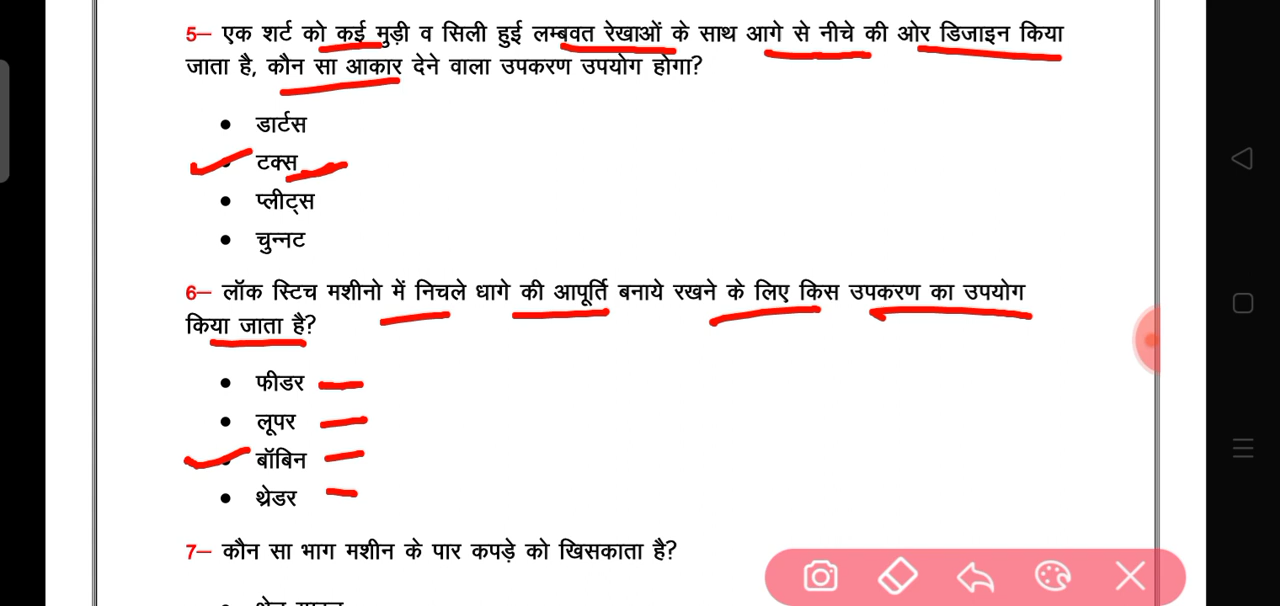 5– एक शर्ट को कई मुड़ी व सिली हुई लम्बवत रेखाओं के साथ आगे से नीचे की ओर डिजाइन किया
जाता है, कौन सा आकार देने वाला उपकरण उपयोग होगा?
• डार्टस
• टक्स
• प्लीट्स
• चुन्नट
6– लॉक स्टिच मशीनो में निचले धागे की आपूर्ति बनाये रखने के लिए किस उपकरण का उपयोग
किया जाता है?
• फीडर
• लूपर
• बॉबिन
• थ्रेडर
7– कौन सा भाग मशीन के पार कपड़े को खिसकाता है?